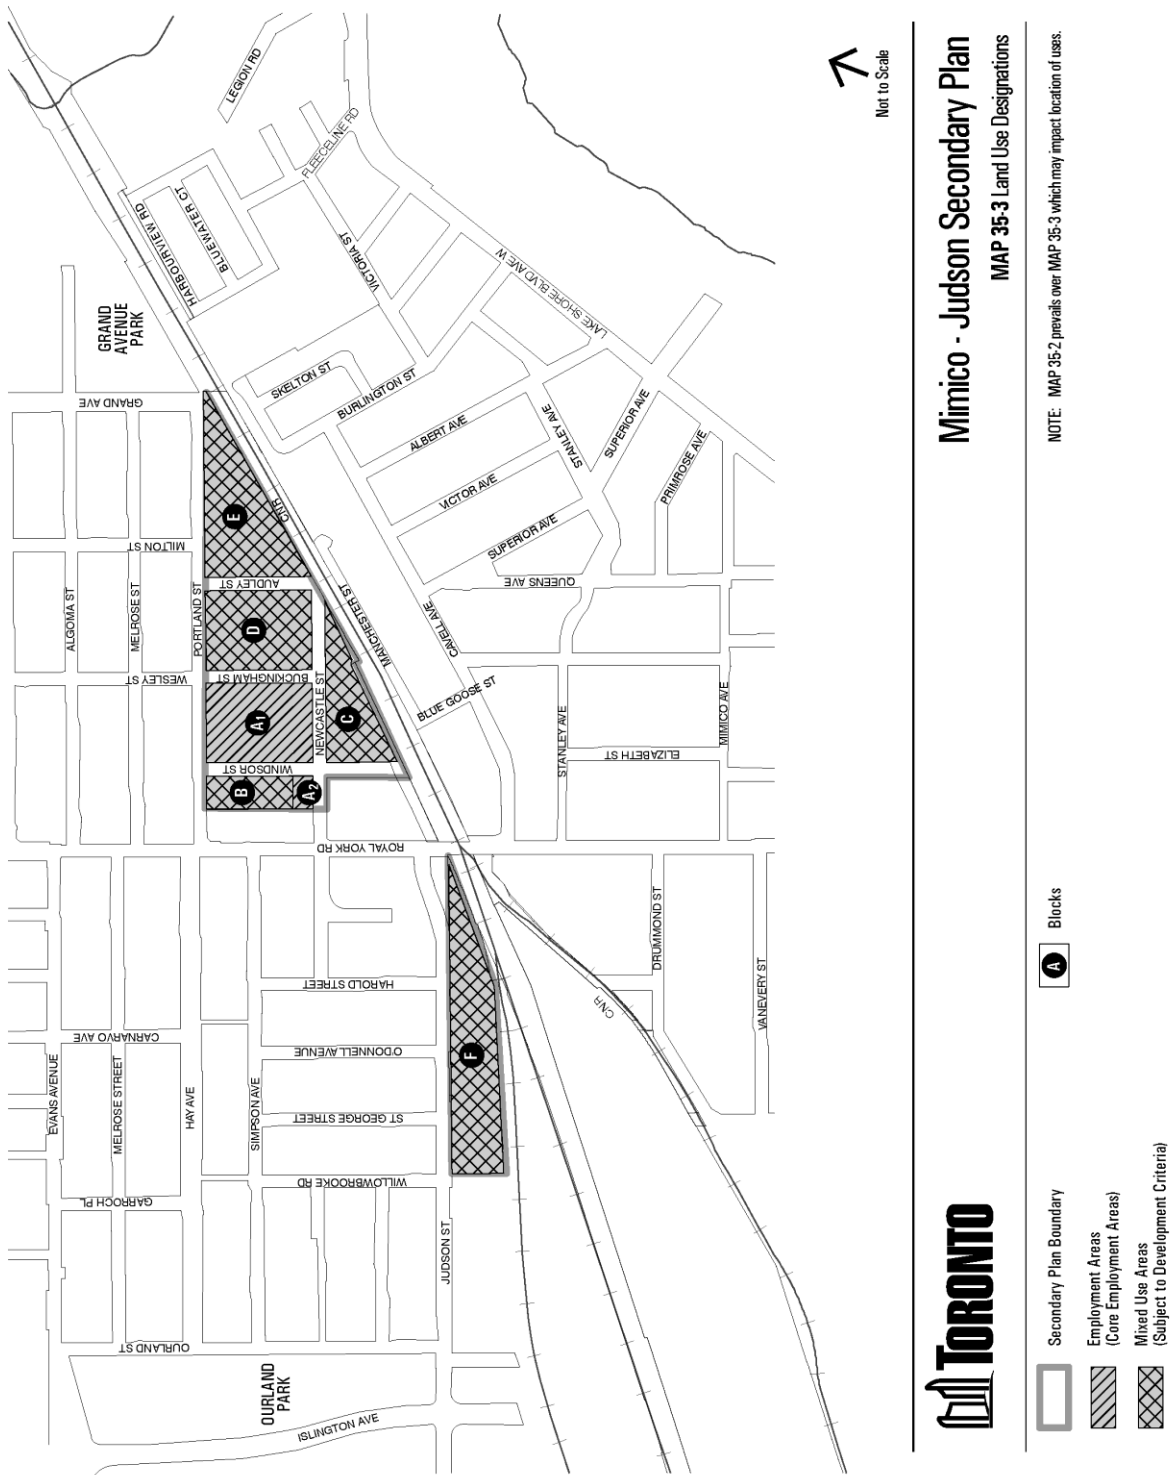 LEGION RD
FLEECELINE RD
HARBOURVIEW RD
BLUEWATER CT
VICTORIA ST
LAKE SHORE BLVD AVE W
GRAND
AVENUE
PARK
GRAND AVE
SKELTON ST
BURLINGTON ST
ALBERT AVE
STANLEY AVE
SUPERIOR AVE
VICTOR AVE
PRIMROSE AVE
SUPERIOR AVE
QUEENS AVE
CNR
E
MILTON ST
AUDLEY ST
ALGOMA ST
MELROSE ST
PORTLAND ST
D
MANCHESTER ST
CAVELL AVE
WESLEY ST
BUCKINGHAM ST
NEWCASTLE ST
A1
C
BLUE GOOSE ST
STANLEY AVE
MIMICO AVE
ELIZABETH ST
WINDSOR ST
B
A2
ROYAL YORK RD
DRUMMOND ST
VANEVERY ST
HAROLD STREET
CNR
CARNARVO AVE
O'DONNELL AVENUE
F
EVANS AVENUE
MELROSE STREET
HAY AVE
SIMPSON AVE
ST GEORGE STREET
WILLOWBROOKE RD
GARROCH PL
JUDSON ST
OURLAND ST
OURLAND
PARK
ISLINGTON AVE
Not to Scale
TORONTO
Mimico - Judson Secondary Plan
MAP 35-3 Land Use Designations
Secondary Plan Boundary
Employment Areas
(Core Employment Areas)
Mixed Use Areas
(Subject to Development Criteria)
A
Blocks
NOTE: MAP 35-2 prevails over MAP 35-3 which may impact location of uses.